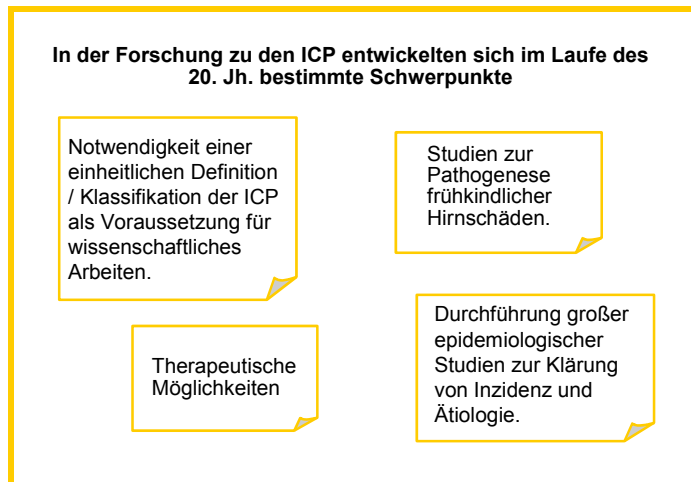 In der Forschung zu den ICP entwickelten sich im Laufe des
20. Jh. bestimmte Schwerpunkte
Notwendigkeit einer
einheitlichen Definition
/ Klassifikation der ICP
als Voraussetzung für
wissenschaftliches
Arbeiten.
Studien zur
Pathogenese
frühkindlicher
Hirnschäden.
Therapeutische
Möglichkeiten
Durchführung großer
epidemiologischer
Studien zur Klärung
von Inzidenz und
Ätiologie.